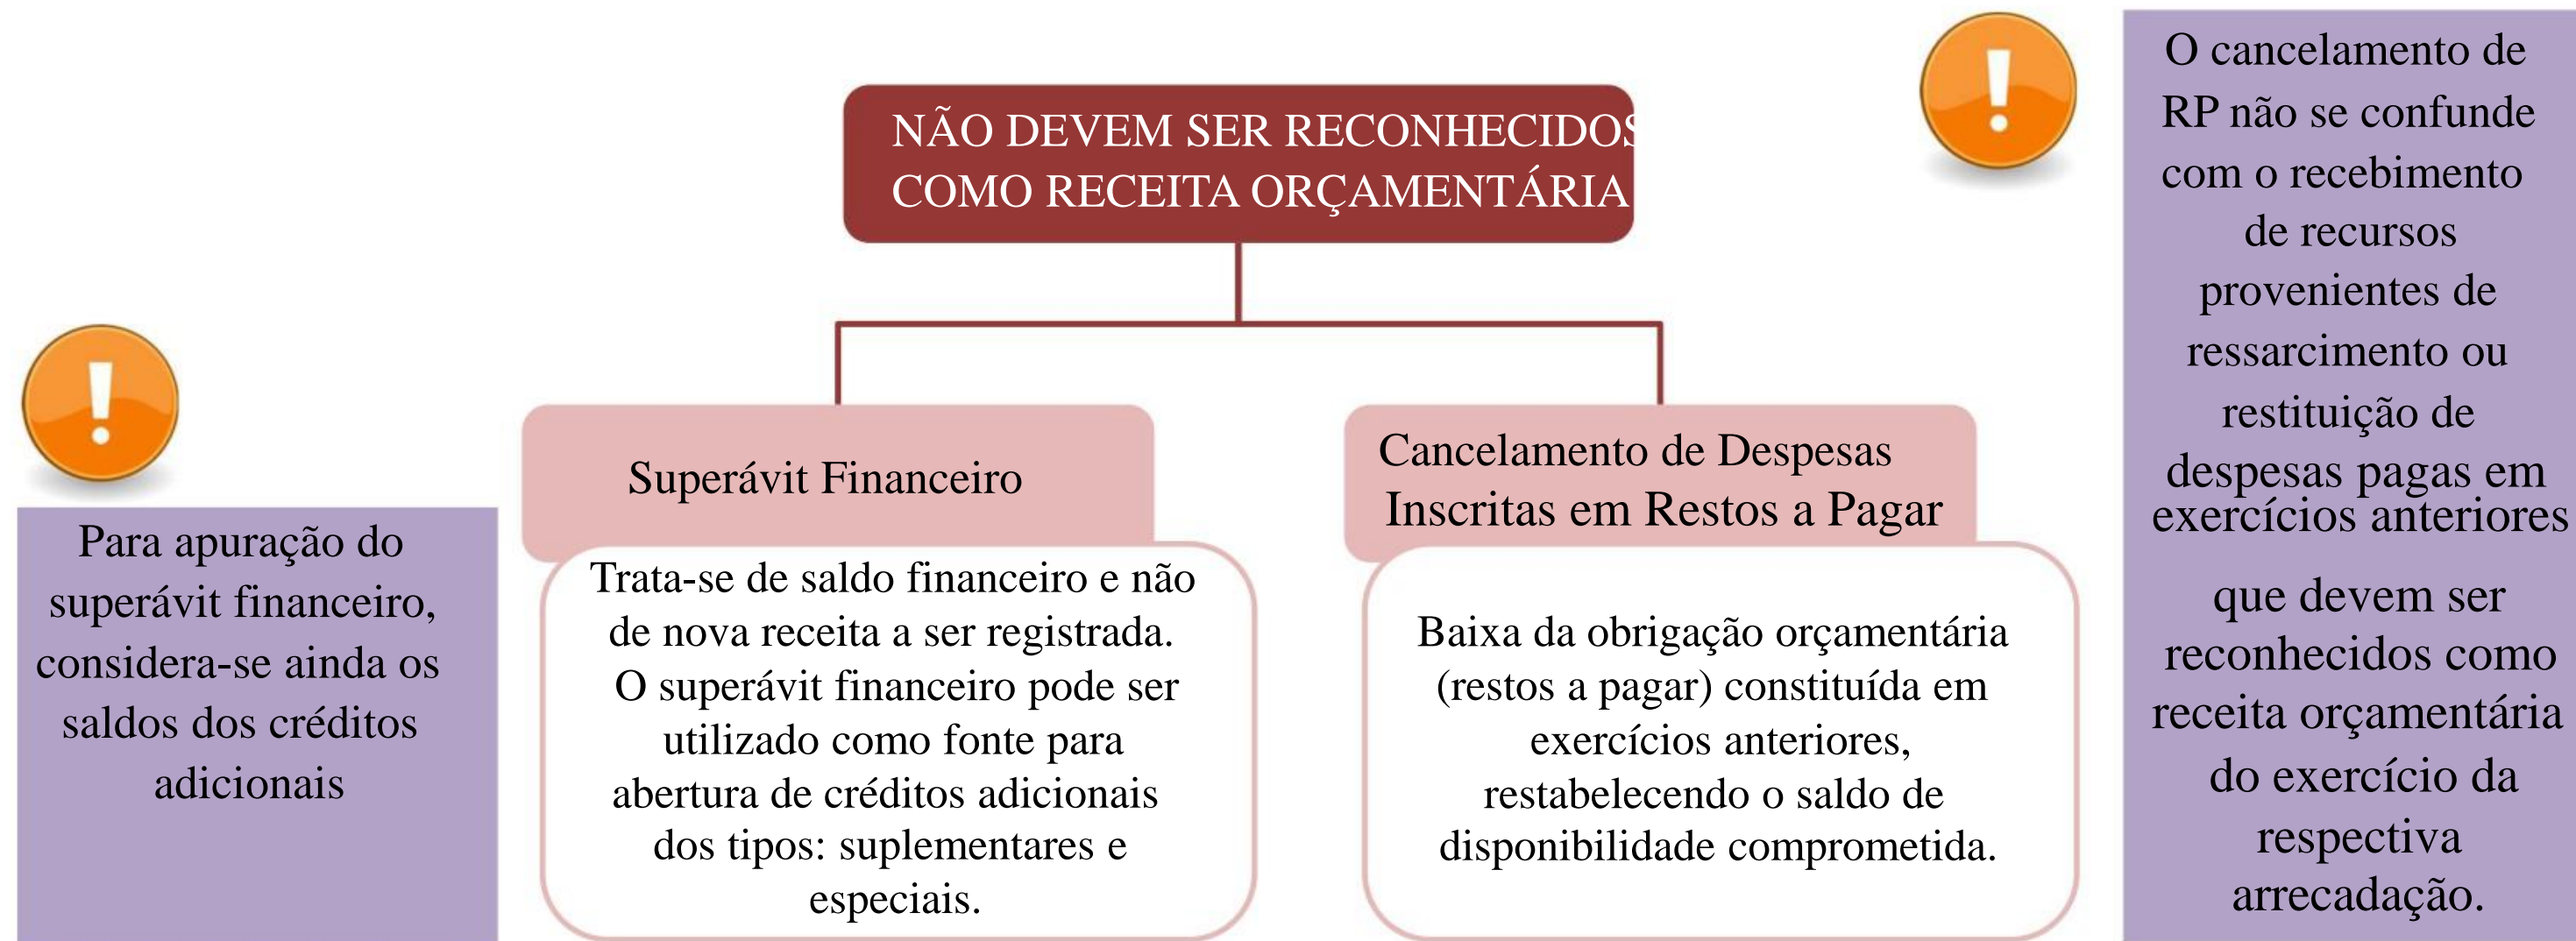 NÃO DEVEM SER RECONHECIDOS
COMO RECEITA ORÇAMENTÁRIA
Superávit Financeiro
Trata-se de saldo financeiro e não
de nova receita a ser registrada.
O superávit financeiro pode ser
utilizado como fonte para
abertura de créditos adicionais
dos tipos: suplementares e
especiais.
Cancelamento de Despesas
Inscritas em Restos a Pagar
Baixa da obrigação orçamentária
(restos a pagar) constituída em
exercícios anteriores,
restabelecendo o saldo de
disponibilidade comprometida.
Para apuração do
superávit financeiro,
considera-se ainda os
saldos dos créditos
adicionais
O cancelamento de
RP não se confunde
com o recebimento
de recursos
provenientes de
ressarcimento ou
restituição de
despesas pagas em
exercícios anteriores
que devem ser
reconhecidos como
receita orçamentária
do exercício da
respectiva
arrecadação.